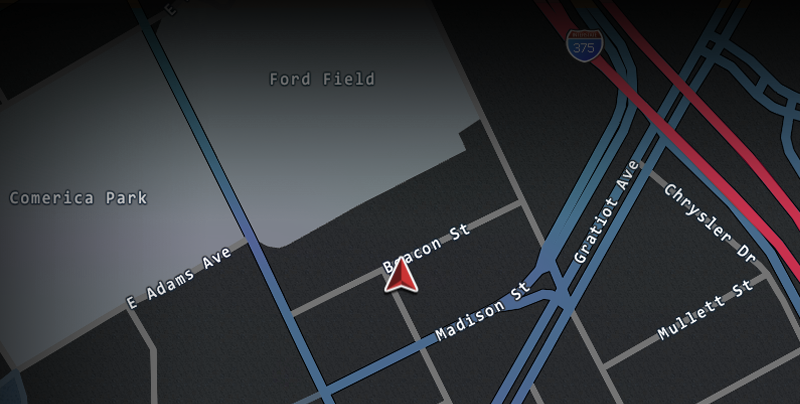 E
Ford Field
375
Comerica Park
E Adams Ave
Beacon St
Madison St
Gratiot Ave
Chrysler Dr
Mullett St